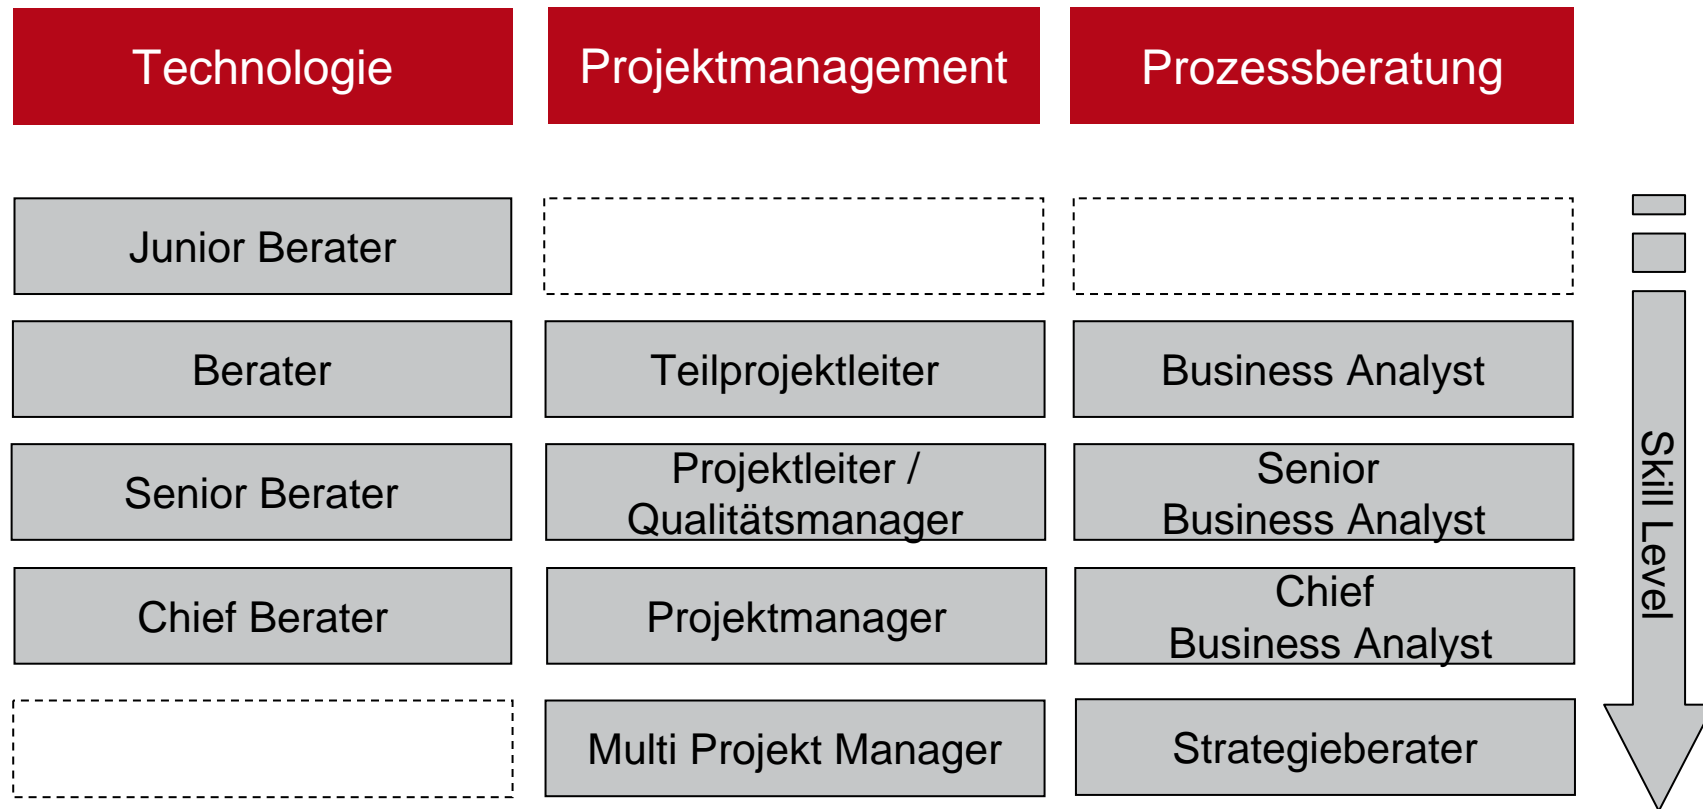 Technologie
Projektmanagement
Prozessberatung
Junior Berater
Berater
Teilprojektleiter
Business Analyst
Senior Berater
Projektleiter /
Qualitätsmanager
Senior
Business Analyst
Chief Berater
Projektmanager
Chief
Business Analyst
Multi Projekt Manager
Strategieberater
Skill Level